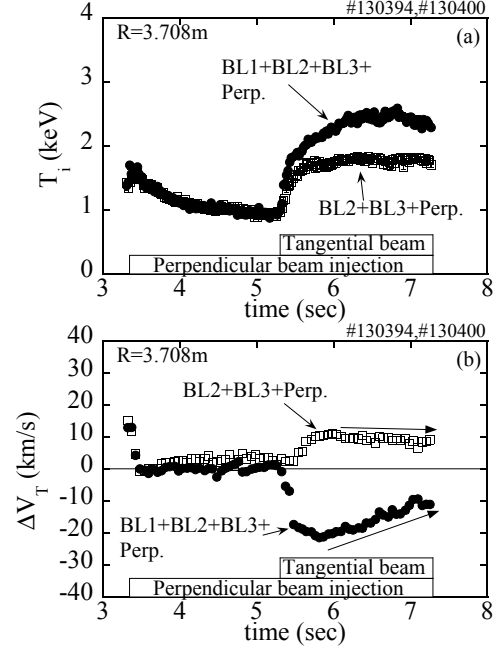 #130394,#130400
R=3.708m
(a)
BL1+BL2+BL3+
Perp.
BL2+BL3+Perp.
Tangential beam
Perpendicular beam injection
T_i (keV)
4
3
2
1
0
3 4 5 6 7 8
time (sec)
#130394,#130400
R=3.708m
(b)
BL2+BL3+Perp.
BL1+BL2+BL3+
Perp.
Tangential beam
Perpendicular beam injection
ΔV_T (km/s)
40
30
20
10
0
-10
-20
-30
-40
3 4 5 6 7 8
time (sec)